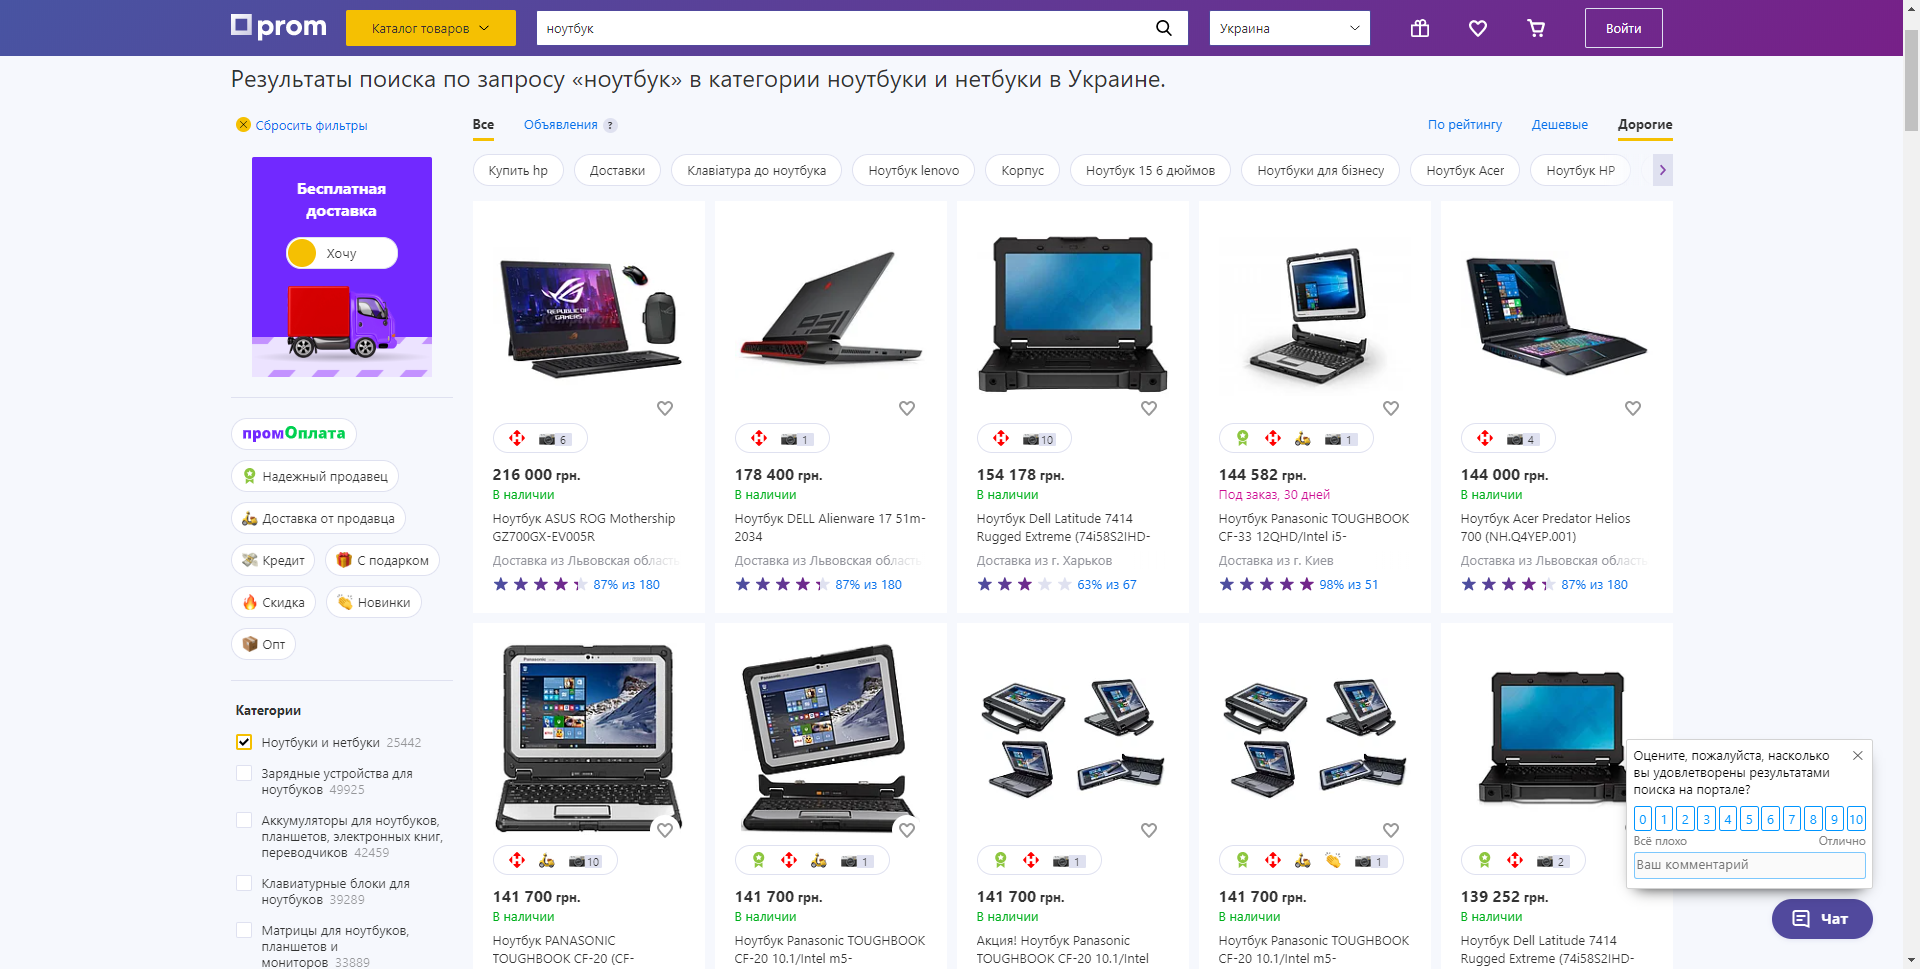 prom
Каталог товаров
ноутбук
Украина
Войти
Результаты поиска по запросу «ноутбук» в категории ноутбуки и нетбуки в Украине.
Сбросить фильтры
Все
Объявления ?
По рейтингу
Дешевые
Дорогие
Купить hp
Доставки
Клавіатура до ноутбука
Ноутбук lenovo
Корпус
Ноутбук 15 6 дюймов
Ноутбуки для бізнесу
Ноутбук Acer
Ноутбук HP
Бесплатная
доставка
Хочу
промОплата
Надежный продавец
Доставка от продавца
Кредит
С подарком
Скидка
Новинки
Опт
Категории
Ноутбуки и нетбуки 25442
Зарядные устройства для
ноутбуков 49925
Аккумуляторы для ноутбуков,
планшетов, электронных книг,
переводчиков 42459
Клавиатурные блоки для
ноутбуков 39289
Матрицы для ноутбуков,
планшетов и
мониторов 33889
REPUBLIC OF
GAMERS
6
216 000 грн.
В наличии
Ноутбук ASUS ROG Mothership
GZ700GX-EV005R
Доставка из Львовская область
87% из 180
1
178 400 грн.
В наличии
Ноутбук DELL Alienware 17 51m-
2034
Доставка из Львовская область
87% из 180
10
154 178 грн.
В наличии
Ноутбук Dell Latitude 7414
Rugged Extreme (74i58S2IHD-
Доставка из г. Харьков
63% из 67
1
144 582 грн.
Под заказ, 30 дней
Ноутбук Panasonic TOUGHBOOK
CF-33 12QHD/Intel i5-
Доставка из г. Киев
98% из 51
4
144 000 грн.
В наличии
Ноутбук Acer Predator Helios
700 (NH.Q4YEP.001)
Доставка из Львовская область
87% из 180
Panasonic
10
141 700 грн.
В наличии
Ноутбук PANASONIC
TOUGHBOOK CF-20 (CF-
Panasonic
1
141 700 грн.
В наличии
Ноутбук Panasonic TOUGHBOOK
CF-20 10.1/Intel m5-
1
141 700 грн.
В наличии
Акция! Ноутбук Panasonic
TOUGHBOOK CF-20 10.1/Intel
1
141 700 грн.
В наличии
Ноутбук Panasonic TOUGHBOOK
CF-20 10.1/Intel m5-
2
139 252 грн.
В наличии
Ноутбук Dell Latitude 7414
Rugged Extreme (74i58S2IHD-
Оцените, пожалуйста, насколько
вы удовлетворены результатами
поиска на портале?
0 1 2 3 4 5 6 7 8 9 10
Всё плохо
Отлично
Ваш комментарий
Чат